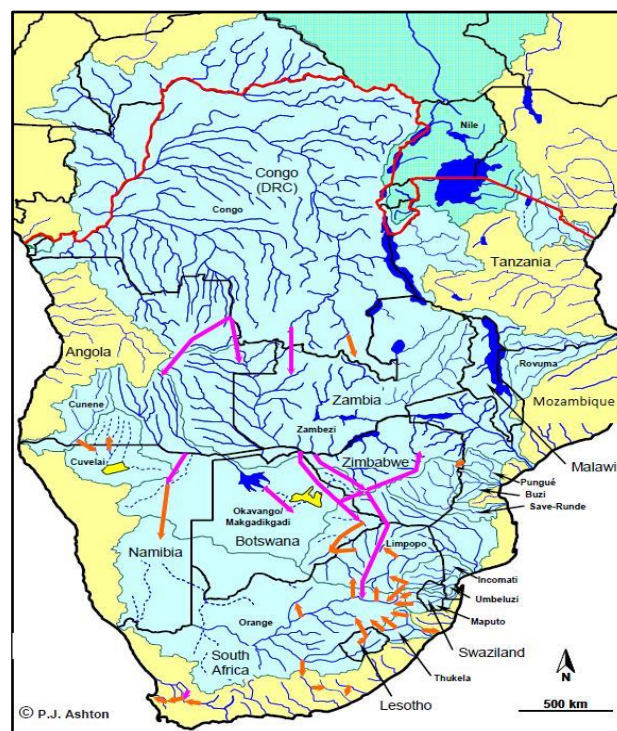 Nile
Congo
(DRC)
Congo
Tanzania
Angola
Rovuma
Cunene
Zambia
Mozambique
Zambezi
Cuvelai
Zimbabwe
Malawi
Pungué
Buzi
Okavango/
Makgadikgadi
Save-Runde
Botswana
Namibia
Limpopo
Incomati
Umbeluzi
Orange
Maputo
Swaziland
South
Africa
Thukela
N
Lesotho
500 km
© P.J. Ashton